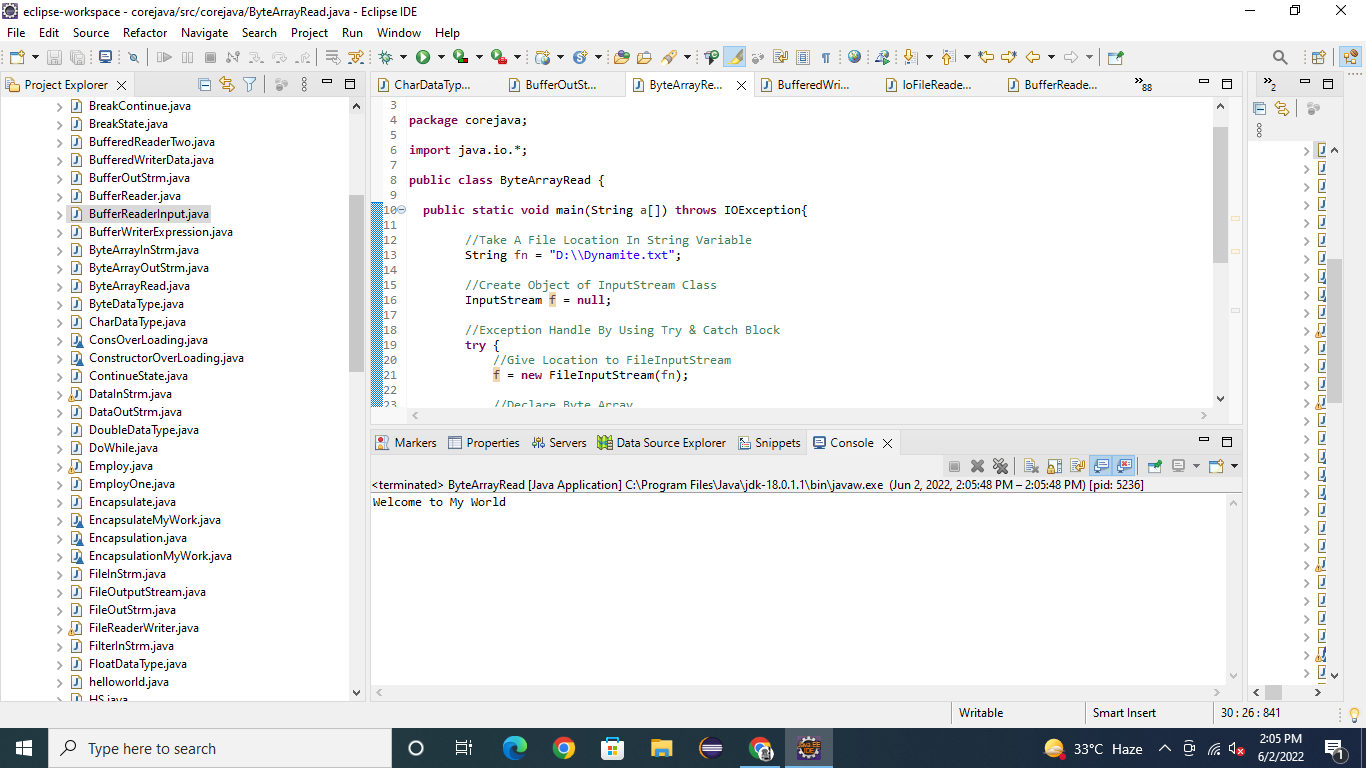 eclipse-workspace - corejava/src/corejava/ByteArrayRead.java - Eclipse IDE
File Edit Source Refactor Navigate Search Project Run Window Help
Project Explorer
BreakContinue.java
BreakState.java
BufferedReaderTwo.java
BufferedWriterData.java
BufferOutStrm.java
BufferReader.java
BufferReaderInput.java
BufferWriterExpression.java
ByteArrayInStrm.java
ByteArrayOutStrm.java
ByteArrayRead.java
ByteDataType.java
CharDataType.java
ConsOverLoading.java
ConstructorOverLoading.java
ContinueState.java
DataInStrm.java
DataOutStrm.java
DoubleDataType.java
DoWhile.java
Employ.java
EmployOne.java
Encapsulate.java
EncapsulateMyWork.java
Encapsulation.java
EncapsulationMyWork.java
FileInStrm.java
FileOutputStream.java
FileOutStrm.java
FileReaderWriter.java
FilterInStrm.java
FloatDataType.java
helloworld.java
HS.java
CharDataTyp... BufferOutSt... ByteArrayRe... BufferedWri... IoFileReade... BufferReade... 88
3
4 package corejava;
5
6 import java.io.*;
7
8 public class ByteArrayRead {
9
10 public static void main(String a[]) throws IOException{
11
12 //Take A File Location In String Variable
13 String fn = "D:\\Dynamite.txt";
14
15 //Create Object of InputStream Class
16 InputStream f = null;
17
18 //Exception Handle By Using Try & Catch Block
19 try {
20 //Give Location to FileInputStream
21 f = new FileInputStream(fn);
22
23 //Declare Byte Array
Markers Properties Servers Data Source Explorer Snippets Console
<terminated> ByteArrayRead [Java Application] C:\Program Files\Java\jdk-18.0.1.1\bin\javaw.exe (Jun 2, 2022, 2:05:48 PM – 2:05:48 PM) [pid: 5236]
Welcome to My World
2
Writable Smart Insert 30 : 26 : 841
Type here to search
33°C Haze
2:05 PM
6/2/2022
1